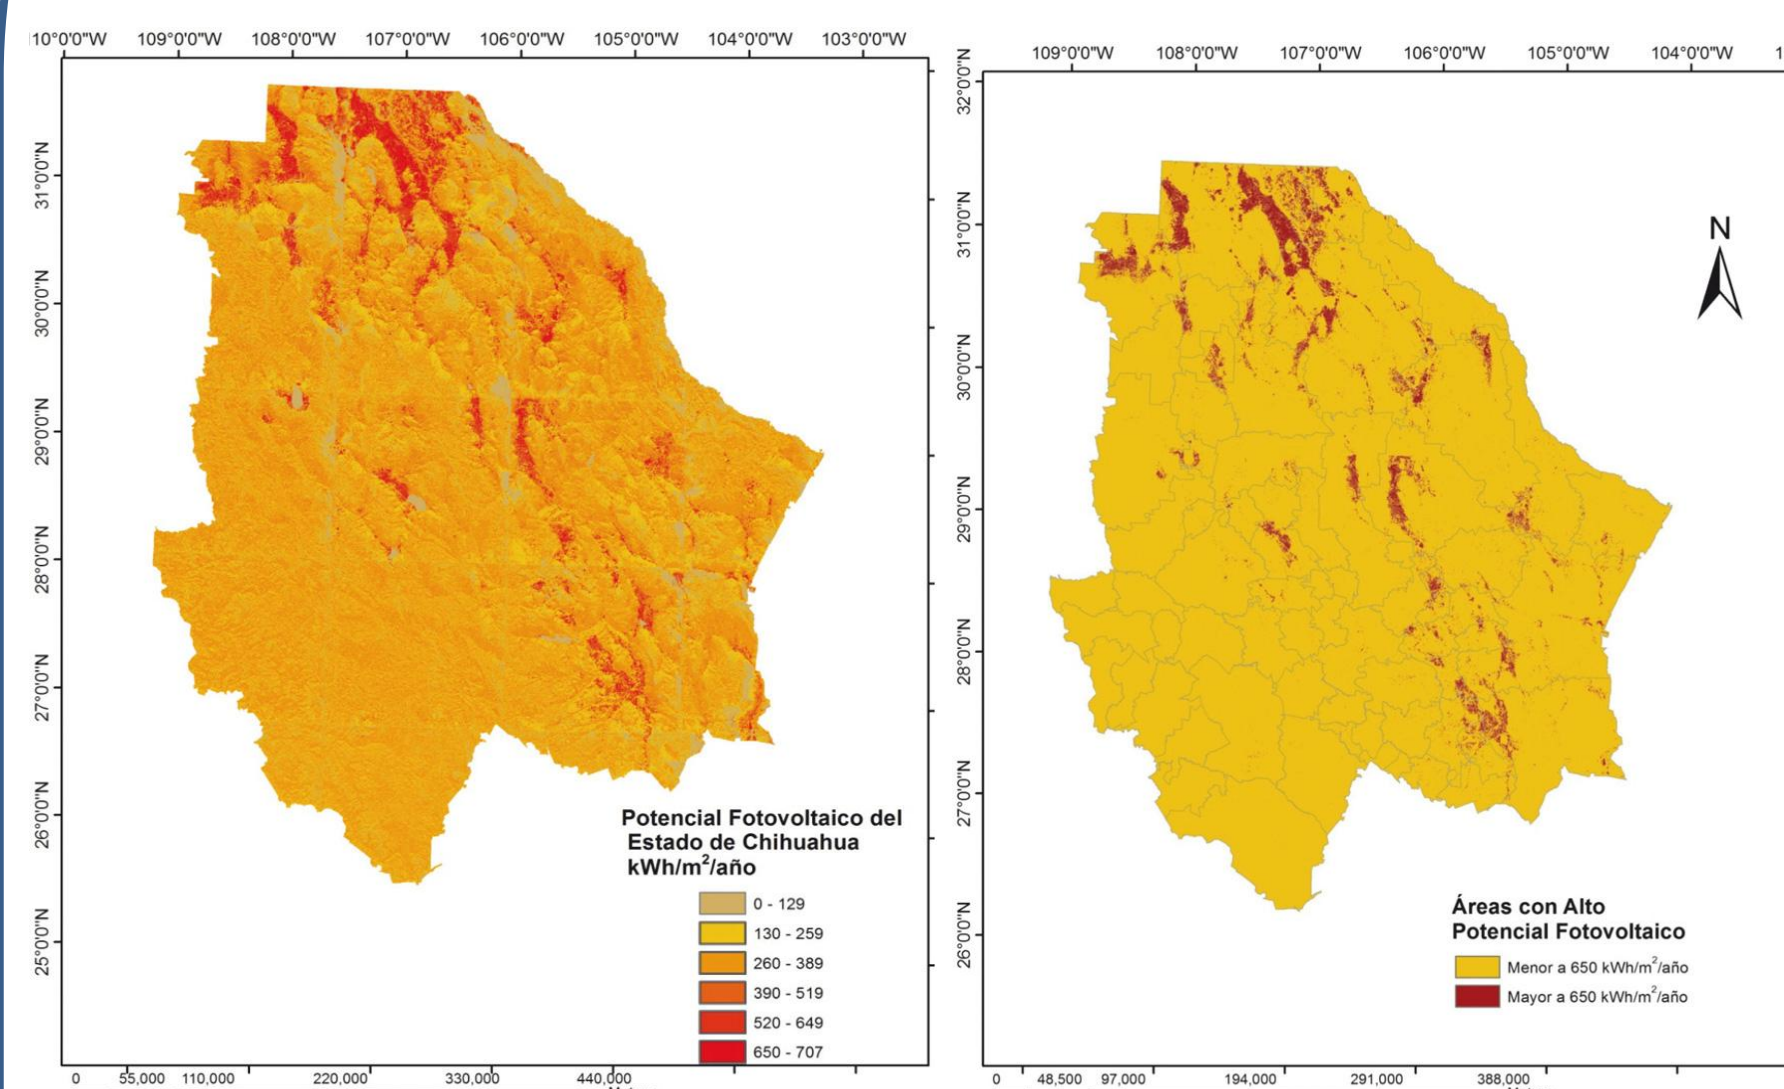 10°0'0"W 109°0'0"W 108°0'0"W 107°0'0"W 106°0'0"W 105°0'0"W 104°0'0"W 103°0'0"W
31°0'0"N
30°0'0"N
29°0'0"N
28°0'0"N
27°0'0"N
26°0'0"N
25°0'0"N
Potencial Fotovoltaico del
Estado de Chihuahua
kWh/m²/año
0 - 129
130 - 259
260 - 389
390 - 519
520 - 649
650 - 707
0 55,000 110,000 220,000 330,000 440,000
109°0'0"W 108°0'0"W 107°0'0"W 106°0'0"W 105°0'0"W 104°0'0"W 1
32°0'0"N
31°0'0"N
30°0'0"N
29°0'0"N
28°0'0"N
27°0'0"N
26°0'0"N
N
Áreas con Alto
Potencial Fotovoltaico
Menor a 650 kWh/m²/año
Mayor a 650 kWh/m²/año
0 48,500 97,000 194,000 291,000 388,000